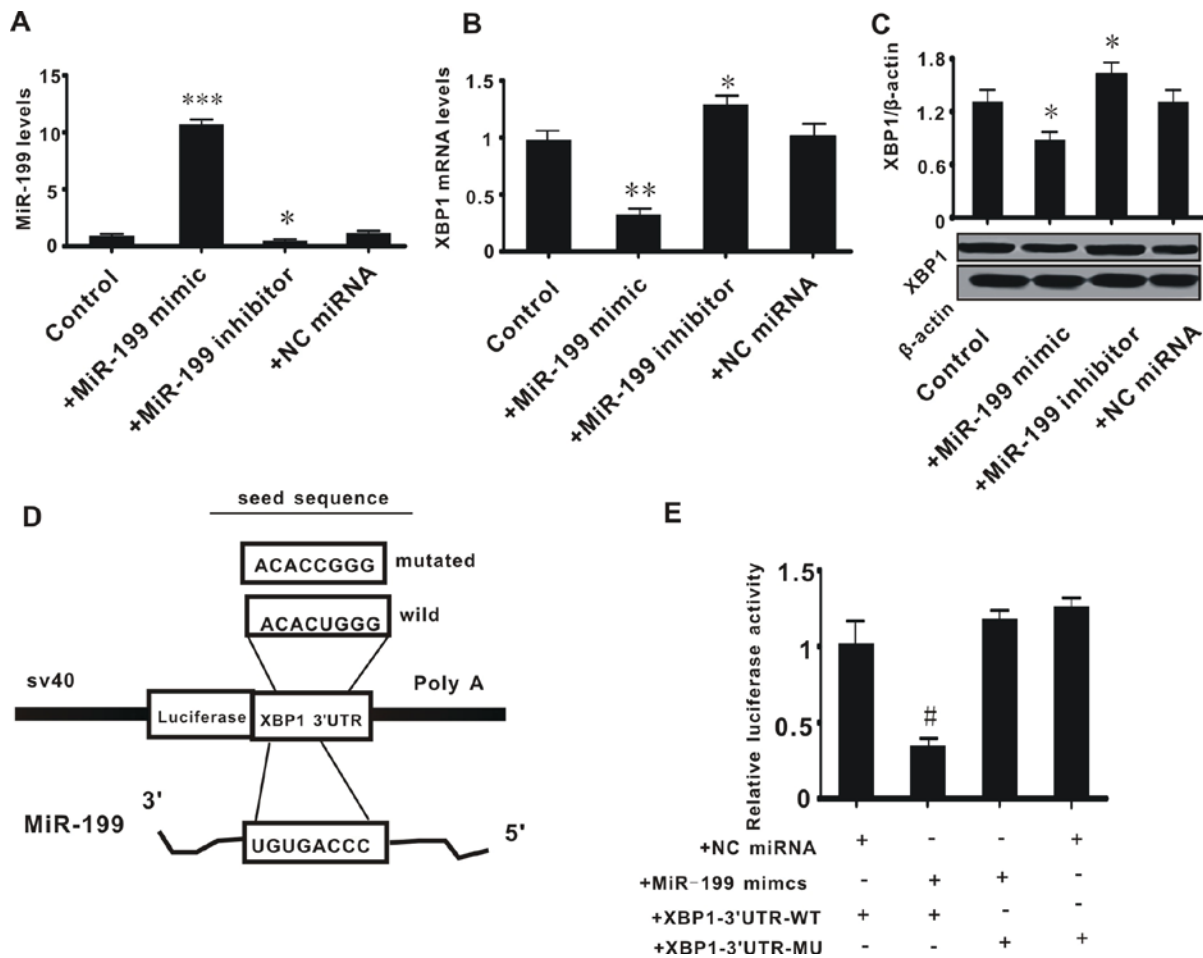 A
MiR-199 levels
15
10
5
0
***
*
Control
+MiR-199 mimic
+MiR-199 inhibitor
+NC miRNA
B
XBP1 mRNA levels
1.5
1
0.5
0
**
*
Control
+MiR-199 mimic
+MiR-199 inhibitor
+NC miRNA
C
XBP1/β-actin
1.8
1.2
0.6
0
*
*
XBP1
β-actin
Control
+MiR-199 mimic
+MiR-199 inhibitor
+NC miRNA
D
seed sequence
ACACCGGG mutated
ACACUGGG wild
sv40
Poly A
Luciferase XBP1 3'UTR
3'
MiR-199
UGUGACCC
5'
E
Relative luciferase activity
1.5
1
0.5
0
#
+NC miRNA + - - +
+MiR-199 mimcs - + + -
+XBP1-3'UTR-WT + + - -
+XBP1-3'UTR-MU - - + +